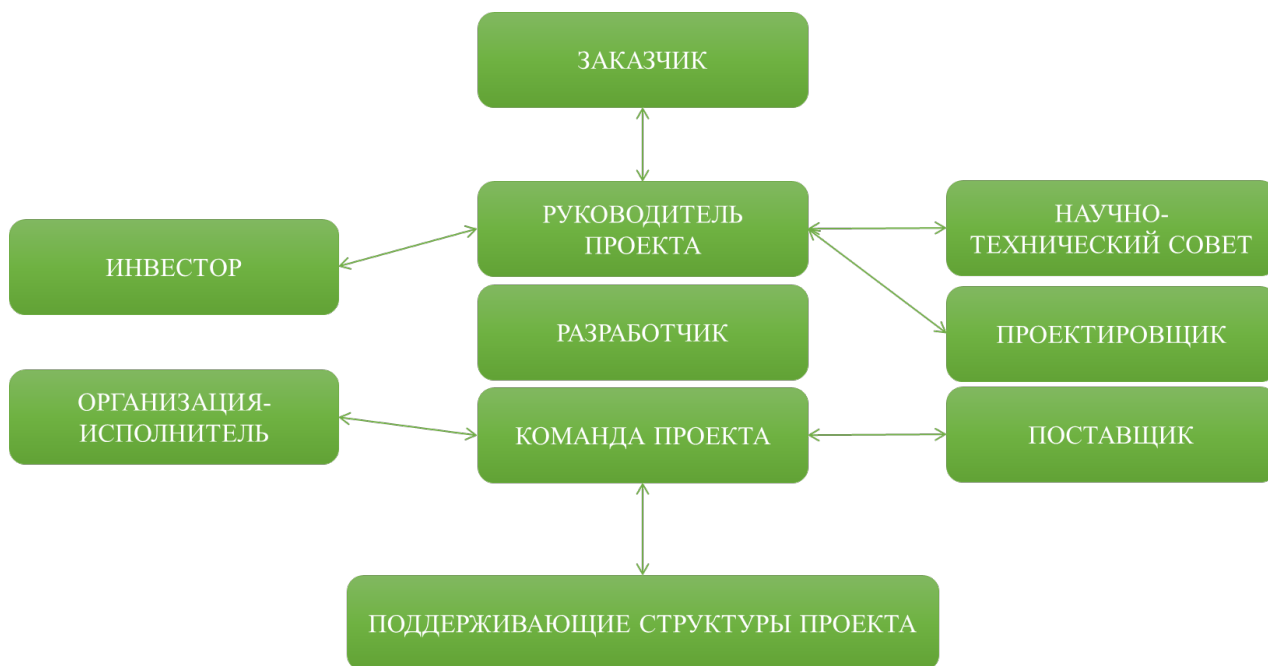 ЗАКАЗЧИК
РУКОВОДИТЕЛЬ
ПРОЕКТА
НАУЧНО-
ТЕХНИЧЕСКИЙ СОВЕТ
ИНВЕСТОР
РАЗРАБОТЧИК
ПРОЕКТИРОВЩИК
ОРГАНИЗАЦИЯ-
ИСПОЛНИТЕЛЬ
КОМАНДА ПРОЕКТА
ПОСТАВЩИК
ПОДДЕРЖИВАЮЩИЕ СТРУКТУРЫ ПРОЕКТА